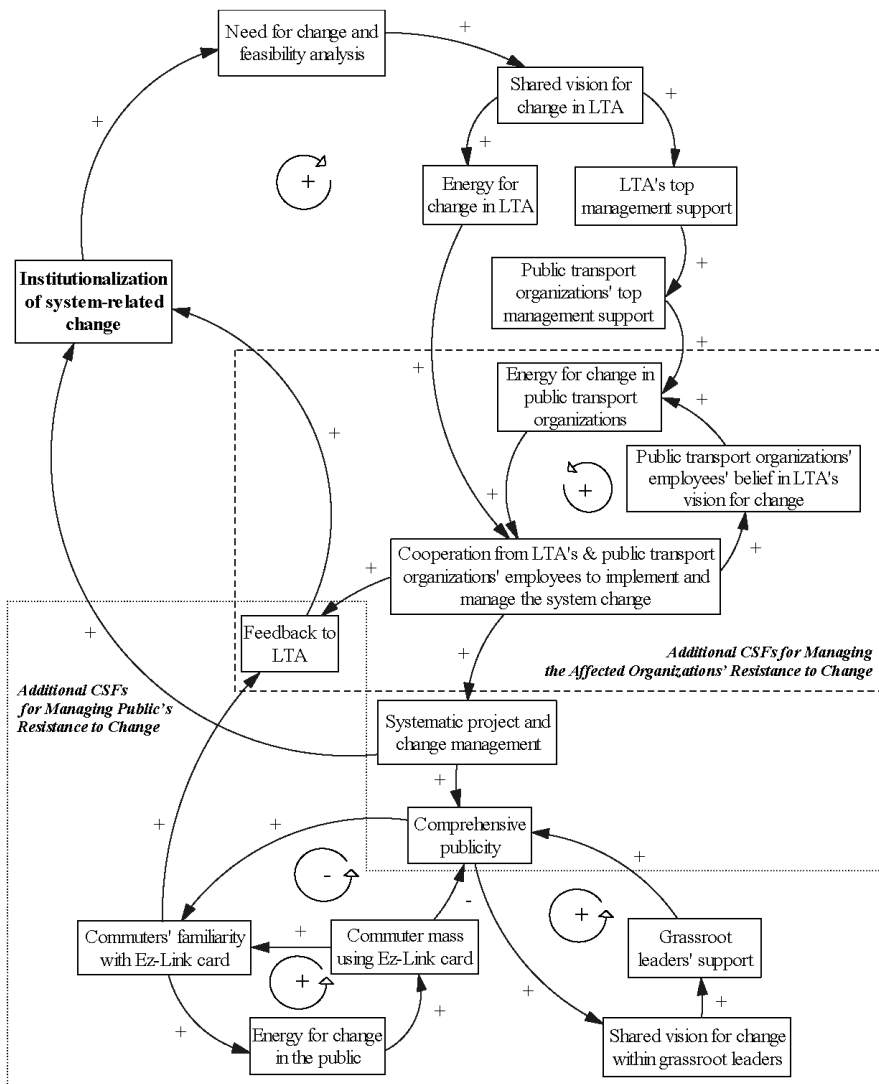 Need for change and
feasibility analysis
+
Shared vision for
change in LTA
+
+
+
Energy for
change in LTA
LTA's top
management support
+
+
Institutionalization
of system-related
change
Public transport
organizations' top
management support
+
+
Energy for change in
public transport
organizations
+
+
Public transport organizations'
employees' belief in LTA's
vision for change
+
+
Cooperation from LTA's & public transport
organizations' employees to implement and
manage the system change
+
+
+
Feedback to
LTA
+
Additional CSFs for Managing
the Affected Organizations' Resistance to Change
Additional CSFs
for Managing Public's
Resistance to Change
Systematic project and
change management
+
Comprehensive
publicity
+
+
+
-
-
+
Commuters' familiarity
with Ez-Link card
+
Commuter mass
using Ez-Link card
Grassroot
leaders' support
+
+
+
+
+
Energy for change
in the public
Shared vision for change
within grassroot leaders